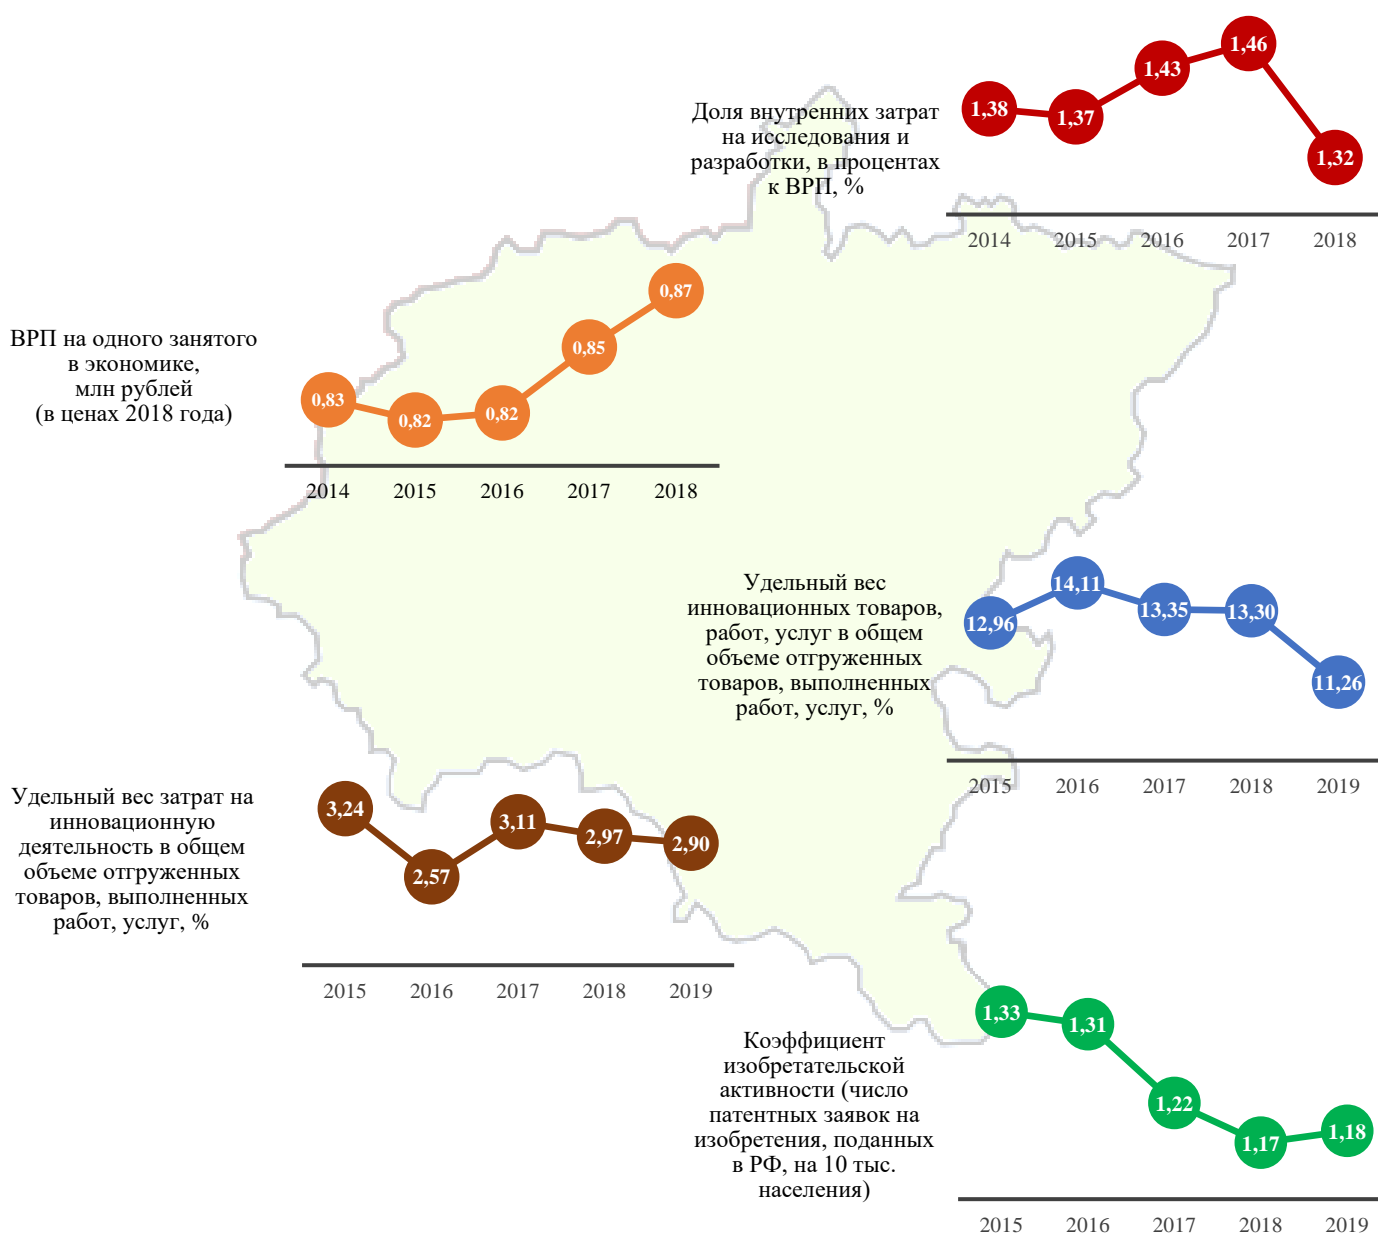 Доля внутренних затрат
на исследования и
разработки, в процентах
к ВРП, %
1,38
1,37
1,43
1,46
1,32
2014 2015 2016 2017 2018
ВРП на одного занятого
в экономике,
млн рублей
(в ценах 2018 года)
0,83
0,82
0,82
0,85
0,87
2014 2015 2016 2017 2018
Удельный вес
инновационных товаров,
работ, услуг в общем
объеме отгруженных
товаров, выполненных
работ, услуг, %
12,96
14,11
13,35
13,30
11,26
2015 2016 2017 2018 2019
Удельный вес затрат на
инновационную
деятельность в общем
объеме отгруженных
товаров, выполненных
работ, услуг, %
3,24
2,57
3,11
2,97
2,90
2015 2016 2017 2018 2019
Коэффициент
изобретательской
активности (число
патентных заявок на
изобретения, поданных
в РФ, на 10 тыс.
населения)
1,33
1,31
1,22
1,17
1,18
2015 2016 2017 2018 2019